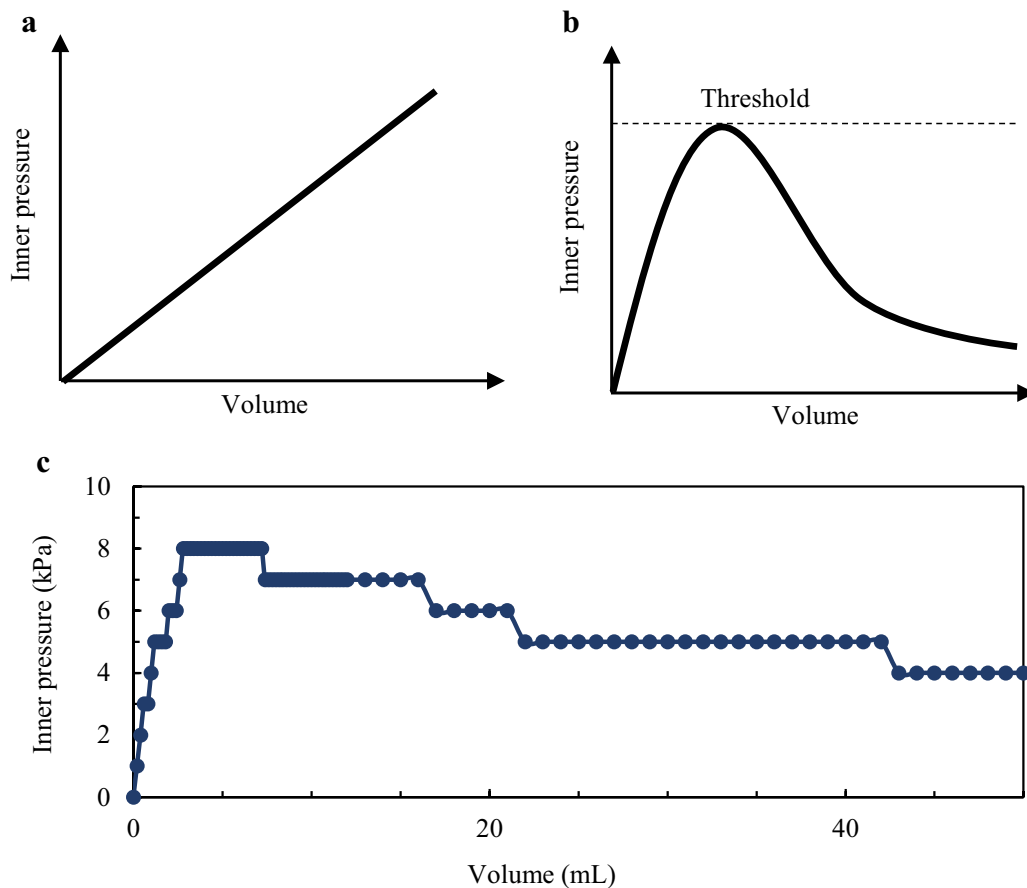 a
Inner pressure
Volume
b
Threshold
Inner pressure
Volume
c
10
8
6
4
2
0
Inner pressure (kPa)
0
20
40
Volume (mL)